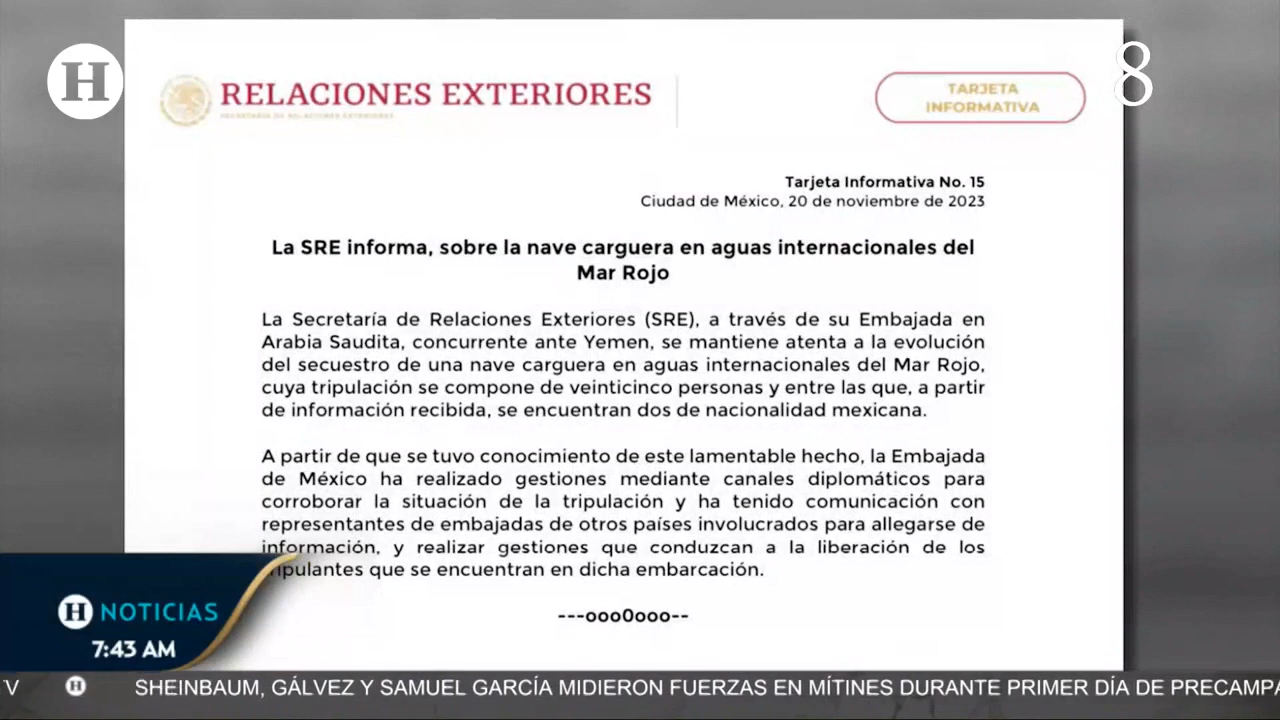 H
RELACIONES EXTERIORES
SECRETARÍA DE RELACIONES EXTERIORES
TARJETA
INFORMATIVA
8
Tarjeta Informativa No. 15
Ciudad de México, 20 de noviembre de 2023
La SRE informa, sobre la nave carguera en aguas internacionales del
Mar Rojo
La Secretaría de Relaciones Exteriores (SRE), a través de su Embajada en
Arabia Saudita, concurrente ante Yemen, se mantiene atenta a la evolución
del secuestro de una nave carguera en aguas internacionales del Mar Rojo,
cuya tripulación se compone de veinticinco personas y entre las que, a partir
de información recibida, se encuentran dos de nacionalidad mexicana.
A partir de que se tuvo conocimiento de este lamentable hecho, la Embajada
de México ha realizado gestiones mediante canales diplomáticos para
corroborar la situación de la tripulación y ha tenido comunicación con
representantes de embajadas de otros países involucrados para allegarse de
información, y realizar gestiones que conduzcan a la liberación de los
ripulantes que se encuentran en dicha embarcación.
---ooo0ooo--
H NOTICIAS
7:43 AM
TV H SHEINBAUM, GÁLVEZ Y SAMUEL GARCÍA MIDIERON FUERZAS EN MÍTINES DURANTE PRIMER DÍA DE PRECAMPA